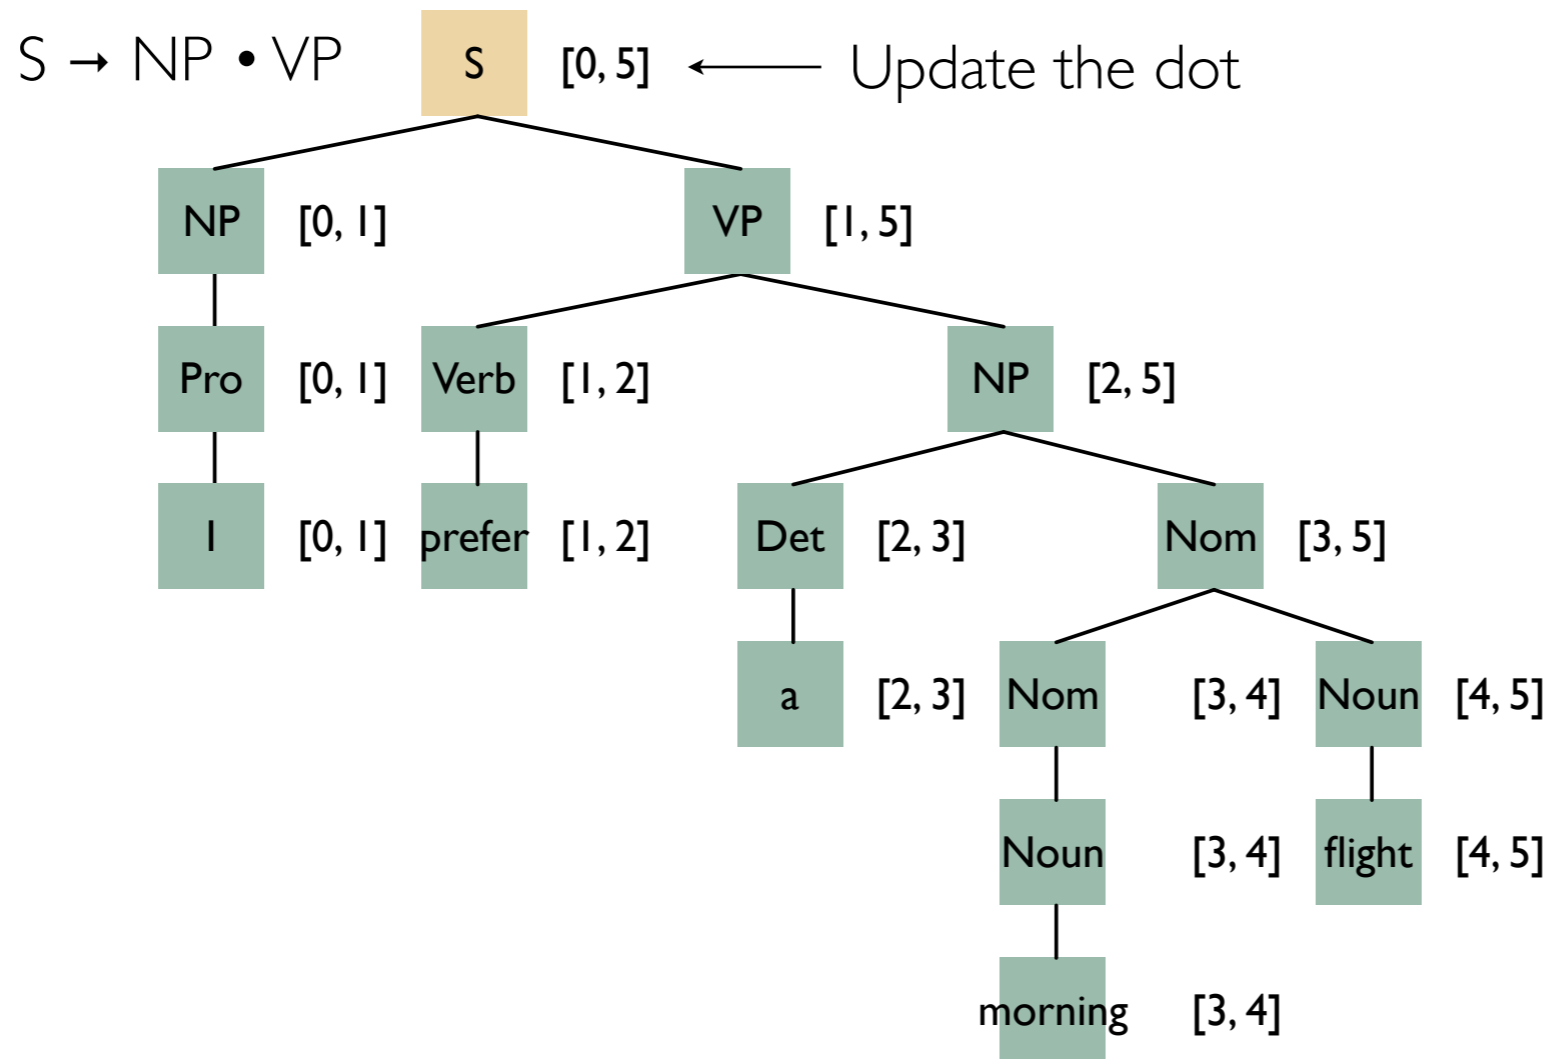 S → NP • VP S [0, 5] ← Update the dot
NP [0, 1] VP [1, 5]
Pro [0, 1] Verb [1, 2] NP [2, 5]
I [0, 1] prefer [1, 2] Det [2, 3] Nom [3, 5]
a [2, 3] Nom [3, 4] Noun [4, 5]
Noun [3, 4] flight [4, 5]
morning [3, 4]